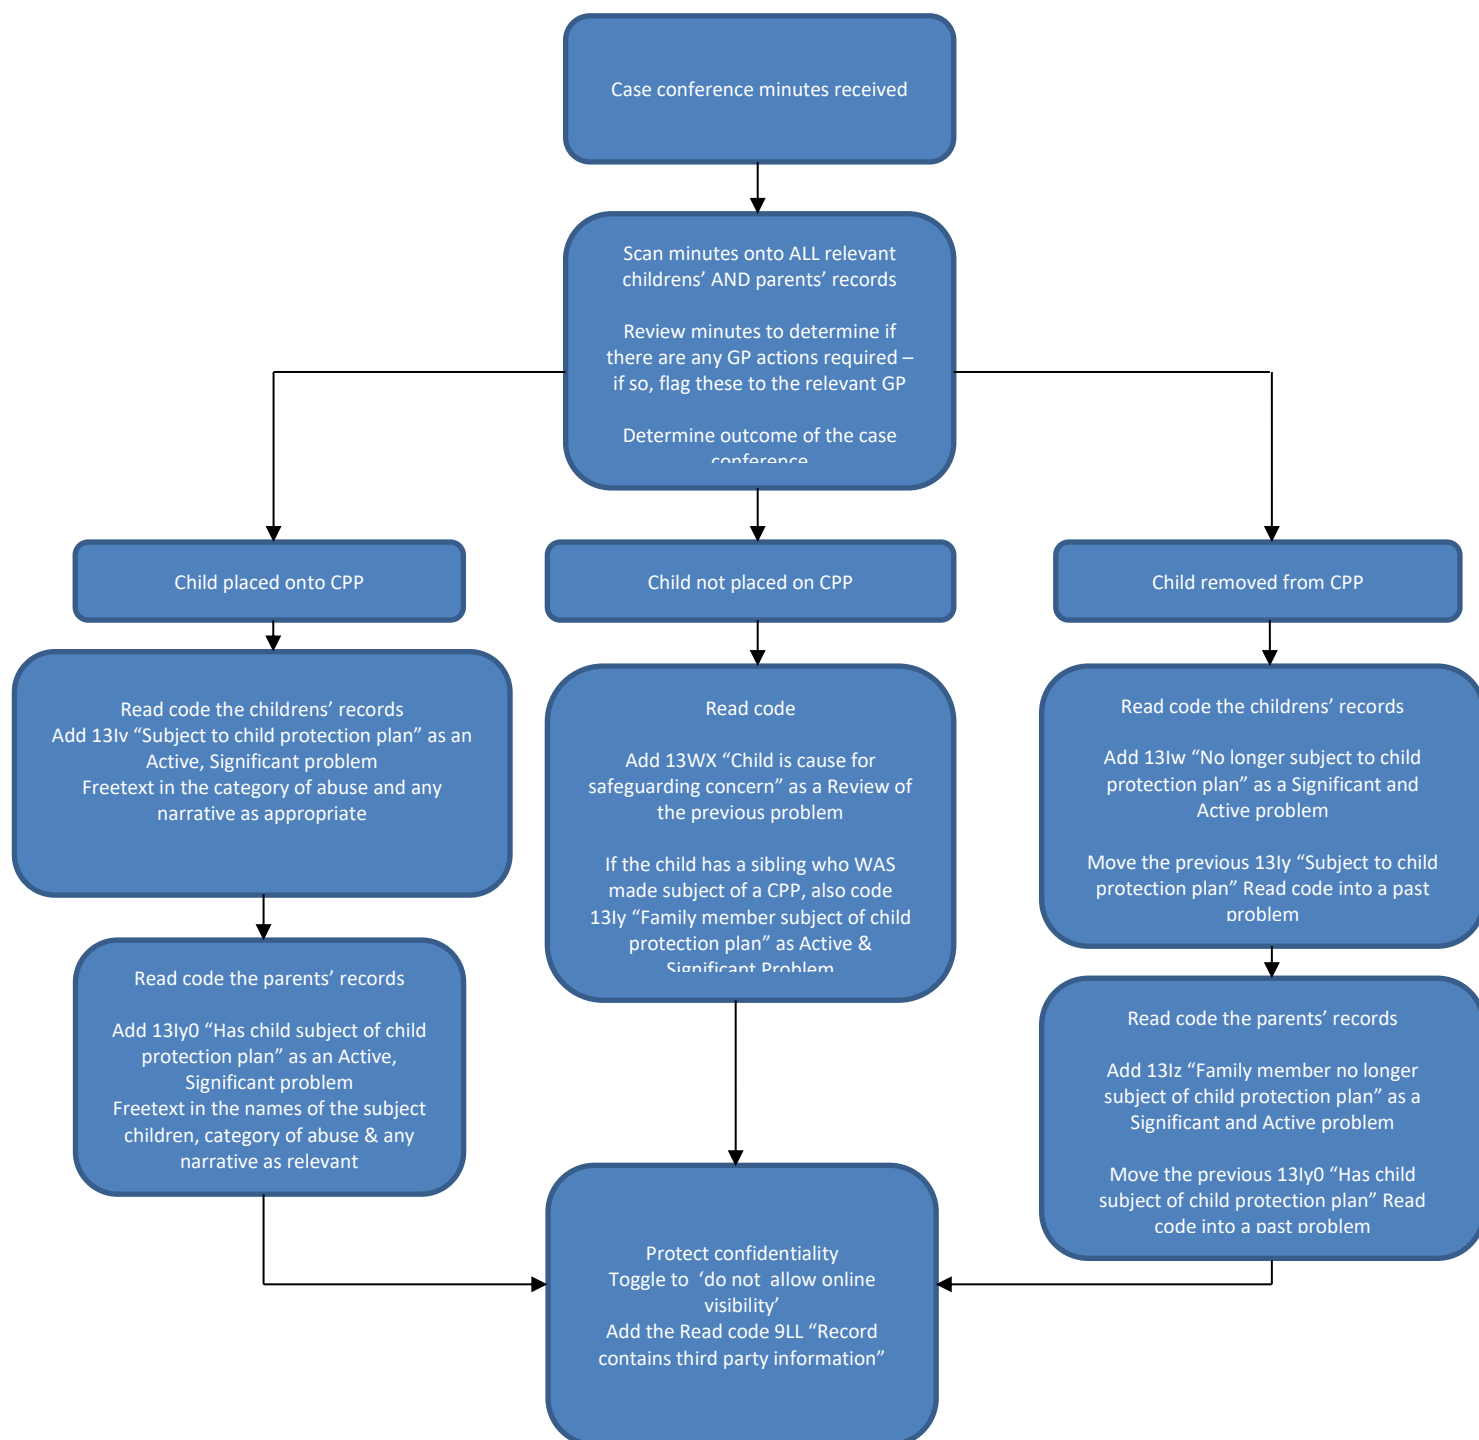 Case conference minutes received
Scan minutes onto ALL relevant
childrens’ AND parents’ records
Review minutes to determine if
there are any GP actions required –
if so, flag these to the relevant GP
Determine outcome of the case
conference
Child placed onto CPP
Child not placed on CPP
Child removed from CPP
Read code the childrens’ records
Add 13Iv “Subject to child protection plan” as an
Active, Significant problem
Freetext in the category of abuse and any
narrative as appropriate
Read code
Add 13WX “Child is cause for
safeguarding concern” as a Review of
the previous problem
If the child has a sibling who WAS
made subject of a CPP, also code
13Iy “Family member subject of child
protection plan” as Active &
Significant Problem
Read code the childrens’ records
Add 13Iw “No longer subject to child
protection plan” as a Significant and
Active problem
Move the previous 13Iy “Subject to child
protection plan” Read code into a past
problem
Read code the parents’ records
Add 13Iy0 “Has child subject of child
protection plan” as an Active,
Significant problem
Freetext in the names of the subject
children, category of abuse & any
narrative as relevant
Read code the parents’ records
Add 13Iz “Family member no longer
subject of child protection plan” as a
Significant and Active problem
Move the previous 13Iy0 “Has child
subject of child protection plan” Read
code into a past problem
Protect confidentiality
Toggle to ‘do not allow online
visibility’
Add the Read code 9LL “Record
contains third party information”